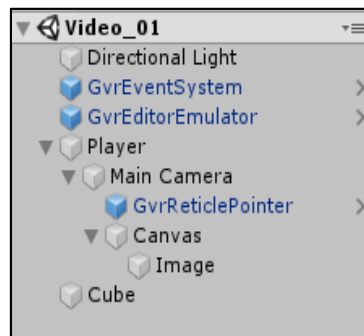 Video_01
Directional Light
GvrEventSystem
GvrEditorEmulator
Player
Main Camera
GvrReticlePointer
Canvas
Image
Cube